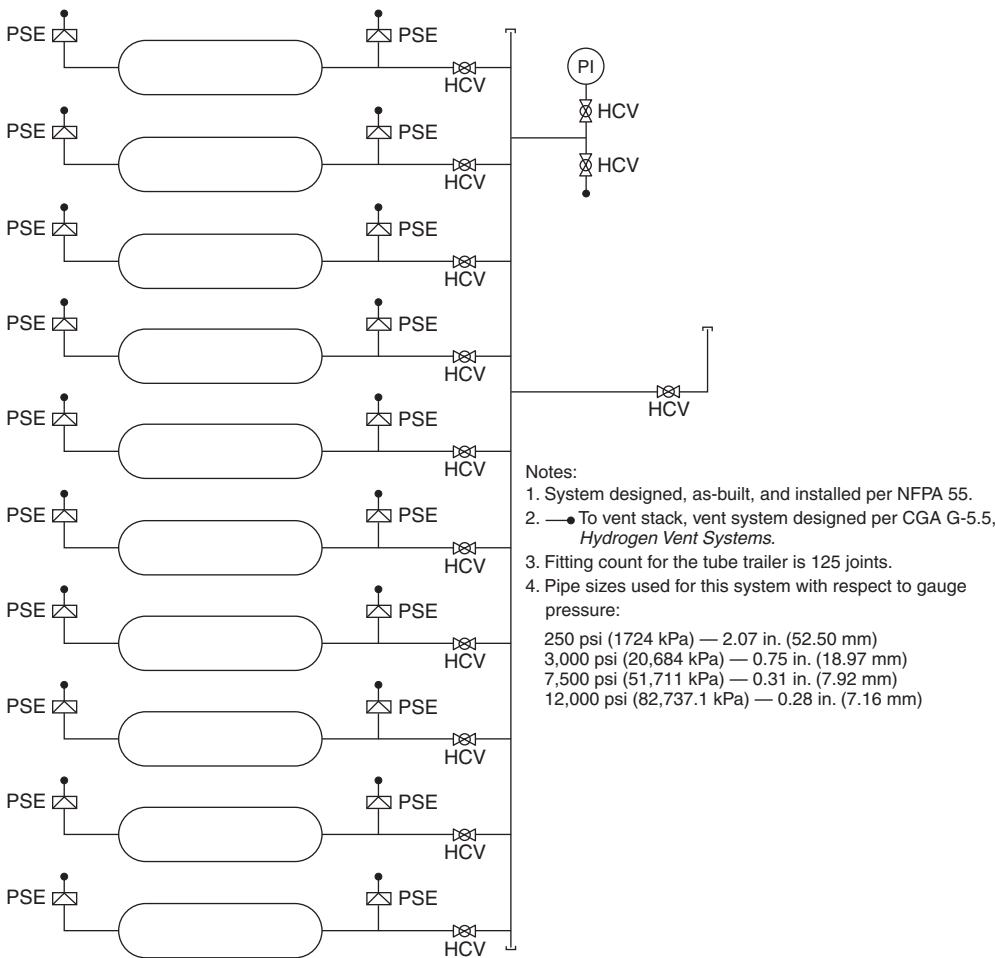 PSE PSE
HCV
PI
HCV
PSE PSE
HCV
HCV
PSE PSE
HCV
PSE PSE
HCV
HCV
PSE PSE
HCV
Notes:
1. System designed, as-built, and installed per NFPA 55.
2. To vent stack, vent system designed per CGA G-5.5,
Hydrogen Vent Systems.
3. Fitting count for the tube trailer is 125 joints.
4. Pipe sizes used for this system with respect to gauge
pressure:
250 psi (1724 kPa) — 2.07 in. (52.50 mm)
3,000 psi (20,684 kPa) — 0.75 in. (18.97 mm)
7,500 psi (51,711 kPa) — 0.31 in. (7.92 mm)
12,000 psi (82,737.1 kPa) — 0.28 in. (7.16 mm)
PSE PSE
HCV
PSE PSE
HCV
PSE PSE
HCV
PSE PSE
HCV
PSE PSE
HCV